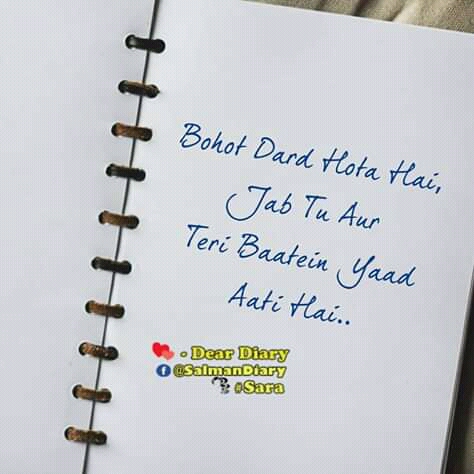 Bohot Dard Hota Hai,
Jab Tu Aur
Teri Baatein Yaad
Aati Hai..
- Dear Diary
@SalmanDiary
#Sara